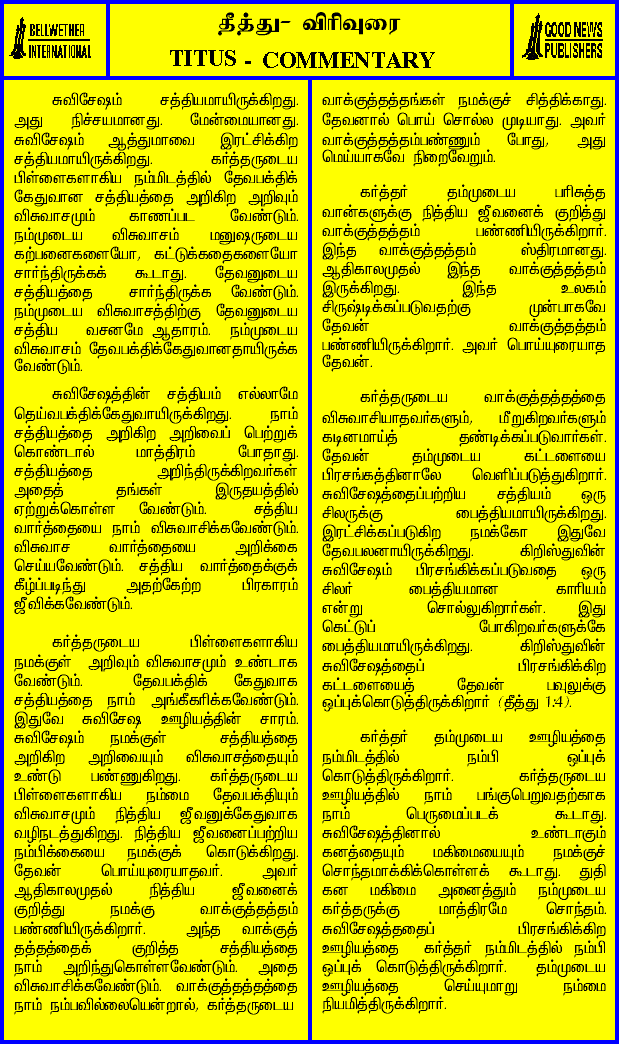 BELLWETHER
INTERNATIONAL
தீத்து- விரிவுரை
TITUS - COMMENTARY
GOOD NEWS
PUBLISHERS
சுவிசேஷம் சத்தியமாயிருக்கிறது.
அது நிச்சயமானது. மேன்மையானது.
சுவிசேஷம் ஆத்துமாவை இரட்சிக்கிற
சத்தியமாயிருக்கிறது. கர்த்தருடைய
பிள்ளைகளாகிய நம்மிடத்தில் தேவபக்திக்
கேதுவான சத்தியத்தை அறிகிற அறிவும்
விசுவாசமும் காணப்பட வேண்டும்.
நம்முடைய விசுவாசம் மனுஷருடைய
கற்பனைகளையோ, கட்டுக்கதைகளையோ
சார்ந்திருக்கக் கூடாது. தேவனுடைய
சத்தியத்தை சார்ந்திருக்க வேண்டும்.
நம்முடைய விசுவாசத்திற்கு தேவனுடைய
சத்திய வசனமே ஆதாரம். நம்முடைய
விசுவாசம் தேவபக்திக்கேதுவானதாயிருக்க
வேண்டும்.
சுவிசேஷத்தின் சத்தியம் எல்லாமே
தெய்வபக்திக்கேதுவாயிருக்கிறது. நாம்
சத்தியத்தை அறிகிற அறிவைப் பெற்றுக்
கொண்டால் மாத்திரம் போதாது.
சத்தியத்தை அறிந்திருக்கிறவர்கள்
அதைத் தங்கள் இருதயத்தில்
ஏற்றுக்கொள்ள வேண்டும். சத்திய
வார்த்தையை நாம் விசுவாசிக்கவேண்டும்.
விசுவாச வார்த்தையை அறிக்கை
செய்யவேண்டும். சத்திய வார்த்தைக்குக்
கீழ்ப்படிந்து அதற்கேற்ற பிரகாரம்
ஜீவிக்கவேண்டும்.
கர்த்தருடைய பிள்ளைகளாகிய
நமக்குள் அறிவும் விசுவாசமும் உண்டாக
வேண்டும். தேவபக்திக் கேதுவாக
சத்தியத்தை நாம் அங்கீகரிக்கவேண்டும்.
இதுவே சுவிசேஷ ஊழியத்தின் சாரம்.
சுவிசேஷம் நமக்குள் சத்தியத்தை
அறிகிற அறிவையும் விசுவாசத்தையும்
உண்டு பண்ணுகிறது. கர்த்தருடைய
பிள்ளைகளாகிய நம்மை தேவபக்தியும்
விசுவாசமும் நித்திய ஜீவனுக்கேதுவாக
வழிநடத்துகிறது. நித்திய ஜீவனைப்பற்றிய
நம்பிக்கையை நமக்குக் கொடுக்கிறது.
தேவன் பொய்யுரையாதவர். அவர்
ஆதிகாலமுதல் நித்திய ஜீவனைக்
குறித்து நமக்கு வாக்குத்தத்தம்
பண்ணியிருக்கிறார். அந்த வாக்குத்
தத்தத்தைக் குறித்த சத்தியத்தை
நாம் அறிந்துகொள்ளவேண்டும். அதை
விசுவாசிக்கவேண்டும். வாக்குத்தத்தத்தை
நாம் நம்பவில்லையென்றால், கர்த்தருடைய
வாக்குத்தத்தங்கள் நமக்குச் சித்திக்காது.
தேவனால் பொய் சொல்ல முடியாது. அவர்
வாக்குத்தத்தம்பண்ணும் போது, அது
மெய்யாகவே நிறைவேறும்.
கர்த்தர் தம்முடைய பரிசுத்த
வான்களுக்கு நித்திய ஜீவனைக் குறித்து
வாக்குத்தத்தம் பண்ணியிருக்கிறார்.
இந்த வாக்குத்தத்தம் ஸ்திரமானது.
ஆதிகாலமுதல் இந்த வாக்குத்தத்தம்
இருக்கிறது. இந்த உலகம்
சிருஷ்டிக்கப்படுவதற்கு முன்பாகவே
தேவன் வாக்குத்தத்தம்
பண்ணியிருக்கிறார். அவர் பொய்யுரையாத
தேவன்.
கர்த்தருடைய வாக்குத்தத்தத்தை
விசுவாசியாதவர்களும், மீறுகிறவர்களும்
கடினமாய்த் தண்டிக்கப்படுவார்கள்.
தேவன் தம்முடைய கட்டளையை
பிரசங்கத்தினாலே வெளிப்படுத்துகிறார்.
சுவிசேஷத்தைப்பற்றிய சத்தியம் ஒரு
சிலருக்கு பைத்தியமாயிருக்கிறது.
இரட்சிக்கப்படுகிற நமக்கோ இதுவே
தேவபலனாயிருக்கிறது. கிறிஸ்துவின்
சுவிசேஷம் பிரசங்கிக்கப்படுவதை ஒரு
சிலர் பைத்தியமான காரியம்
என்று சொல்லுகிறார்கள். இது
கெட்டுப் போகிறவர்களுக்கே
பைத்தியமாயிருக்கிறது. கிறிஸ்துவின்
சுவிசேஷத்தைப் பிரசங்கிக்கிற
கட்டளையைத் தேவன் பவுலுக்கு
ஒப்புக்கொடுத்திருக்கிறார் (தீத்து 1:4).
கர்த்தர் தம்முடைய ஊழியத்தை
நம்மிடத்தில் நம்பி ஒப்புக்
கொடுத்திருக்கிறார். கர்த்தருடைய
ஊழியத்தில் நாம் பங்குபெறுவதற்காக
நாம் பெருமைப்படக் கூடாது.
சுவிசேஷத்தினால் உண்டாகும்
கனத்தையும் மகிமையையும் நமக்குச்
சொந்தமாக்கிக்கொள்ளக் கூடாது. துதி
கன மகிமை அனைத்தும் நம்முடைய
கர்த்தருக்கு மாத்திரமே சொந்தம்.
சுவிசேஷத்ததைப் பிரசங்கிக்கிற
ஊழியத்தை கர்த்தர் நம்மிடத்தில் நம்பி
ஒப்புக் கொடுத்திருக்கிறார். தம்முடைய
ஊழியத்தை செய்யுமாறு நம்மை
நியமித்திருக்கிறார்.